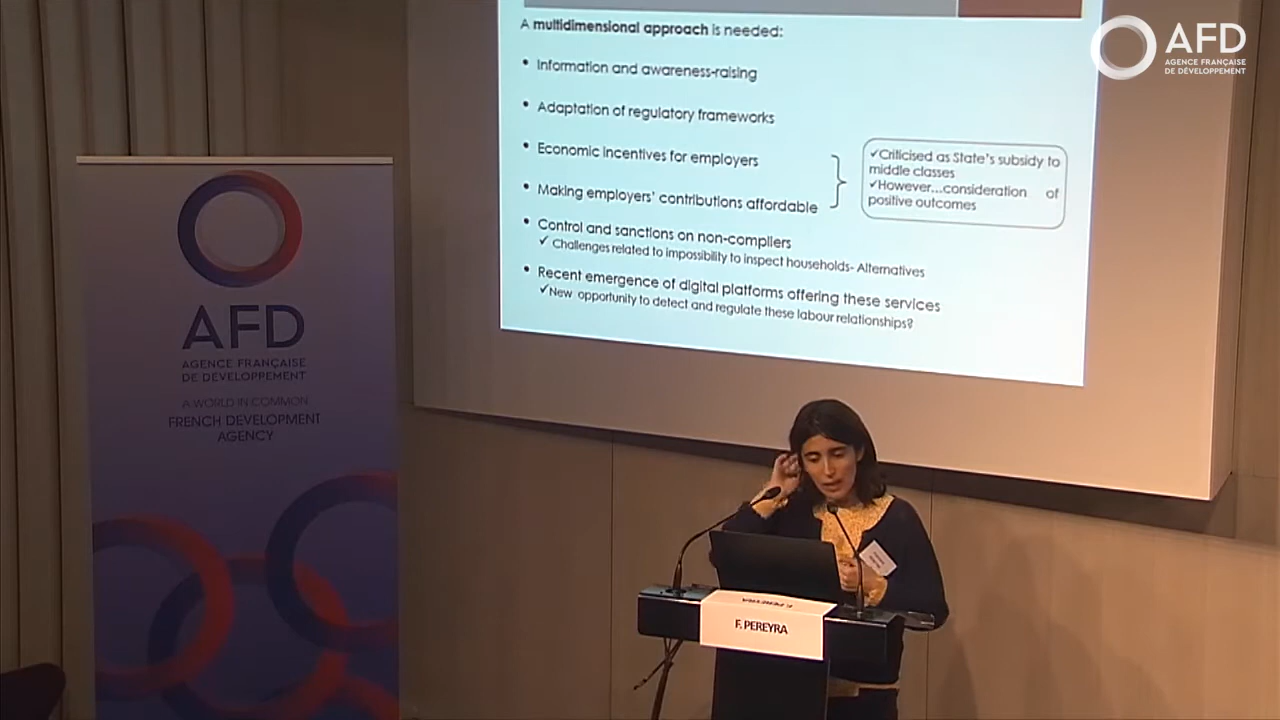 A multidimensional approach is needed:
• Information and awareness-raising
• Adaptation of regulatory frameworks
• Economic incentives for employers
• Making employers' contributions affordable
✓Criticised as State's subsidy to
middle classes
✓However...consideration of
positive outcomes
• Control and sanctions on non-compliers
✓ Challenges related to impossibility to inspect households- Alternatives
• Recent emergence of digital platforms offering these services
✓New opportunity to detect and regulate these labour relationships?
AFD
AGENCE FRANÇAISE
DE DÉVELOPPEMENT
AFD
AGENCE FRANÇAISE
DE DÉVELOPPEMENT
A WORLD IN COMMON
FRENCH DEVELOPMENT
AGENCY
F. PEREYRA
F. PEREYRA